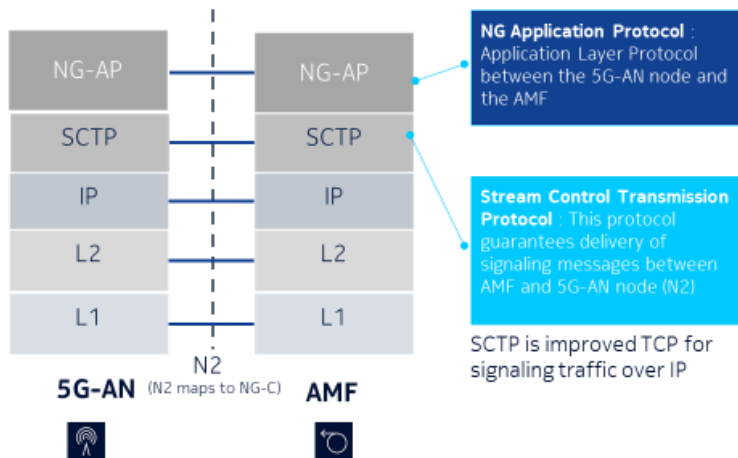 NG-AP
SCTP
IP
L2
L1
NG-AP
SCTP
IP
L2
L1
N2
(N2 maps to NG-C)
5G-AN
AMF
NG Application Protocol :
Application Layer Protocol
between the 5G-AN node and
the AMF
Stream Control Transmission
Protocol : This protocol
guarantees delivery of
signaling messages between
AMF and 5G-AN node (N2)
SCTP is improved TCP for
signaling traffic over IP